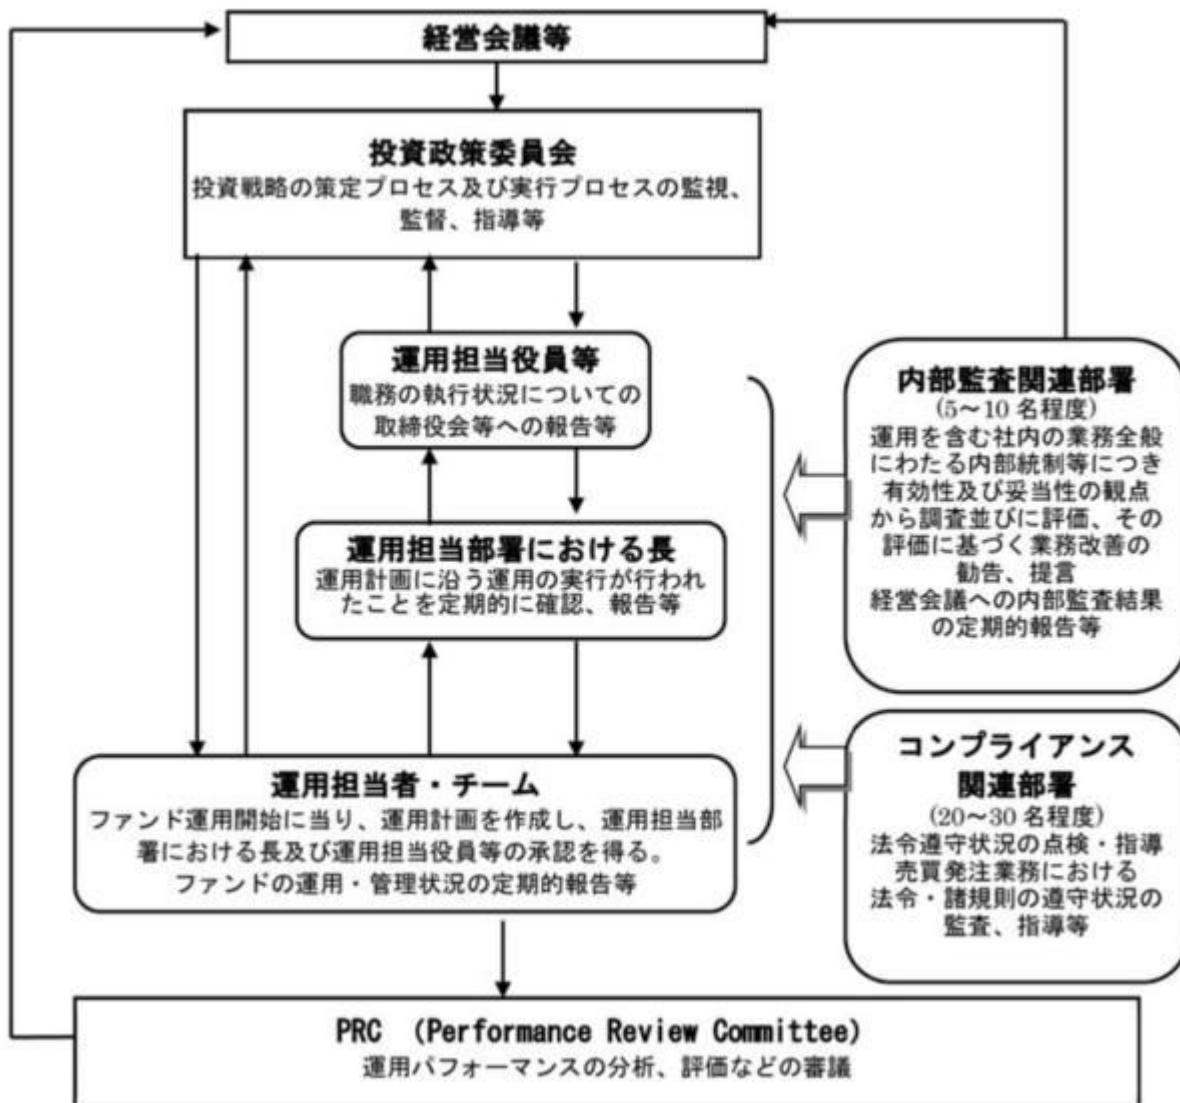 経営会議等
投資政策委員会
投資戦略の策定プロセス及び実行プロセスの監視、
監督、指導等
運用担当役員等
職務の執行状況についての
取締役会等への報告等
運用担当部署における長
運用計画に沿う運用の実行が行われ
たことを定期的に確認、報告等
運用担当者・チーム
ファンド運用開始に当り、運用計画を作成し、運用担当部
署における長及び運用担当役員等の承認を得る。
ファンドの運用・管理状況の定期的報告等
内部監査関連部署
(5～10 名程度)
運用を含む社内の業務全般
にわたる内部統制等につき
有効性及び妥当性の観点
から調査並びに評価、その
評価に基づく業務改善の
勧告、提言
経営会議への内部監査結果
の定期的報告等
コンプライアンス
関連部署
(20～30 名程度)
法令遵守状況の点検・指導
売買発注業務における
法令・諸規則の遵守状況の
監査、指導等
PRC (Performance Review Committee)
運用パフォーマンスの分析、評価などの審議